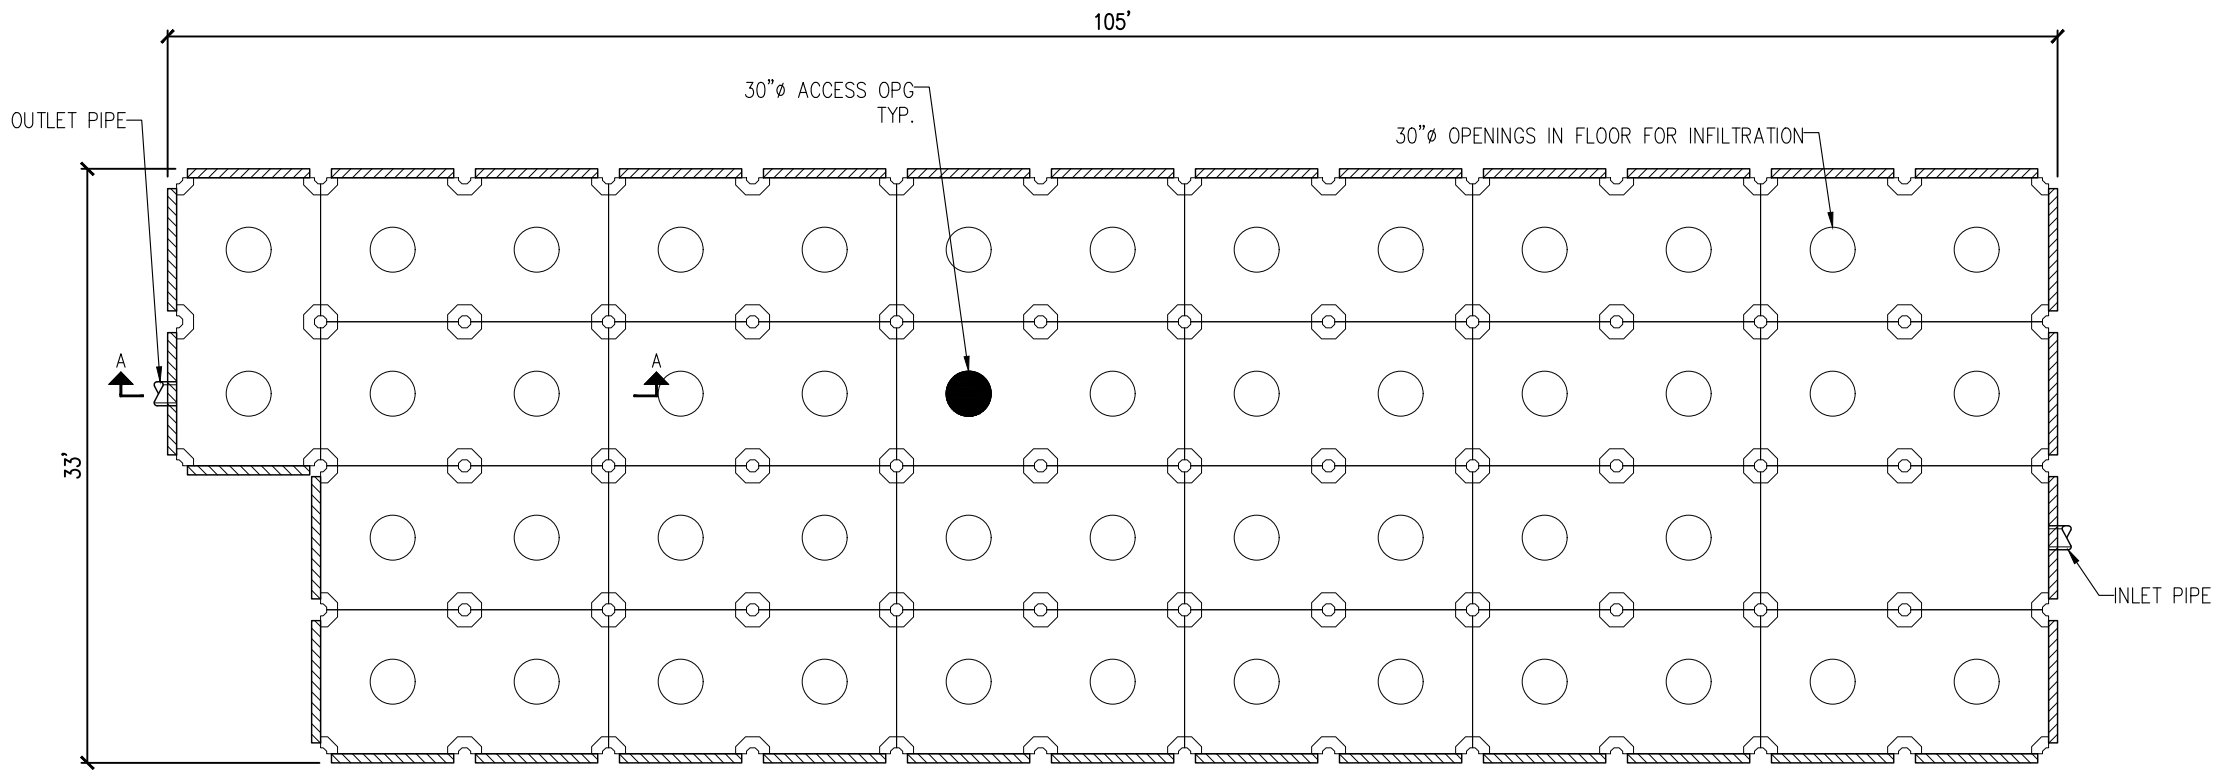 105'
30"ø ACCESS OPG
TYP.
OUTLET PIPE
30"ø OPENINGS IN FLOOR FOR INFILTRATION
A
A
33'
INLET PIPE